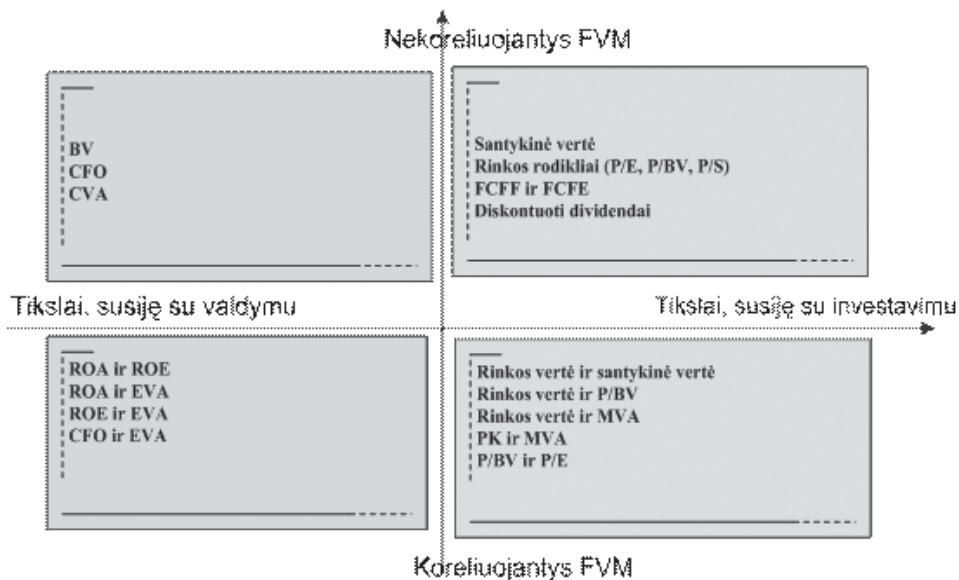 Nekoreliuojantys FVM
BV
CFO
CVA
Santykinė vertė
Rinkos rodikliai (P/E, P/BV, P/S)
FCFF ir FCFE
Diskontuoti dividendai
Tikslai, susiję su valdymu
Tikslai, susiję su investavimu
ROA ir ROE
ROA ir EVA
ROE ir EVA
CFO ir EVA
Rinkos vertė ir santykinė vertė
Rinkos vertė ir P/BV
Rinkos vertė ir MVA
PK ir MVA
P/BV ir P/E
Koreliuojantys FVM